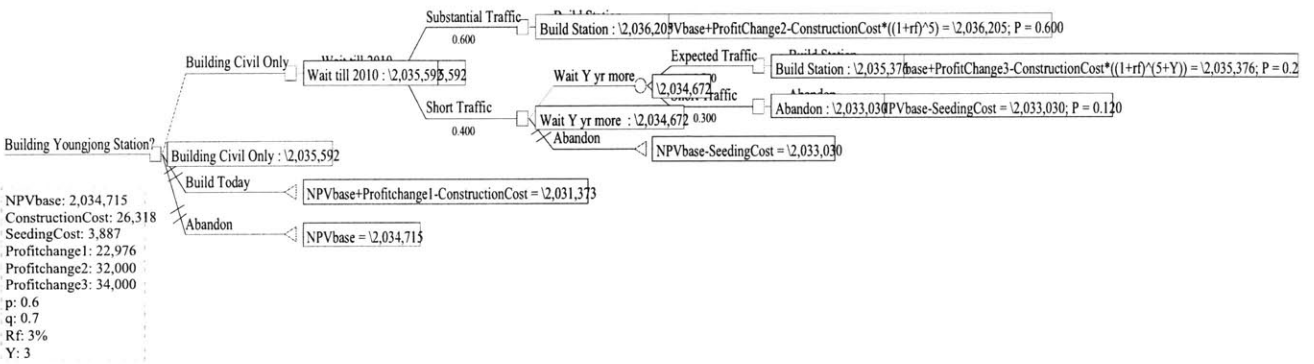 Substantial Traffic
0.600
Build Station : \2,036,205
Vbase+ProfitChange2-ConstructionCost*((1+rf)^5) = \2,036,205; P = 0.600
Building Civil Only
Wait till 2010
Wait till 2010 : \2,035,592
Expected Traffic
Build Station
Build Station : \2,035,376
base+ProfitChange3-ConstructionCost*((1+rf)^(5+Y)) = \2,035,376; P = 0.2
Wait Y yr more
\2,034,672
Short Traffic
0.400
Wait Y yr more : \2,034,672
0.300
Abandon : \2,033,030
NPVbase-SeedingCost = \2,033,030; P = 0.120
Abandon
NPVbase-SeedingCost = \2,033,030
Building Youngjong Station?
Building Civil Only : \2,035,592
Build Today
NPVbase+Profitchange1-ConstructionCost = \2,031,373
Abandon
NPVbase = \2,034,715
NPVbase: 2,034,715
ConstructionCost: 26,318
SeedingCost: 3,887
Profitchange1: 22,976
Profitchange2: 32,000
Profitchange3: 34,000
p: 0.6
q: 0.7
Rf: 3%
Y: 3